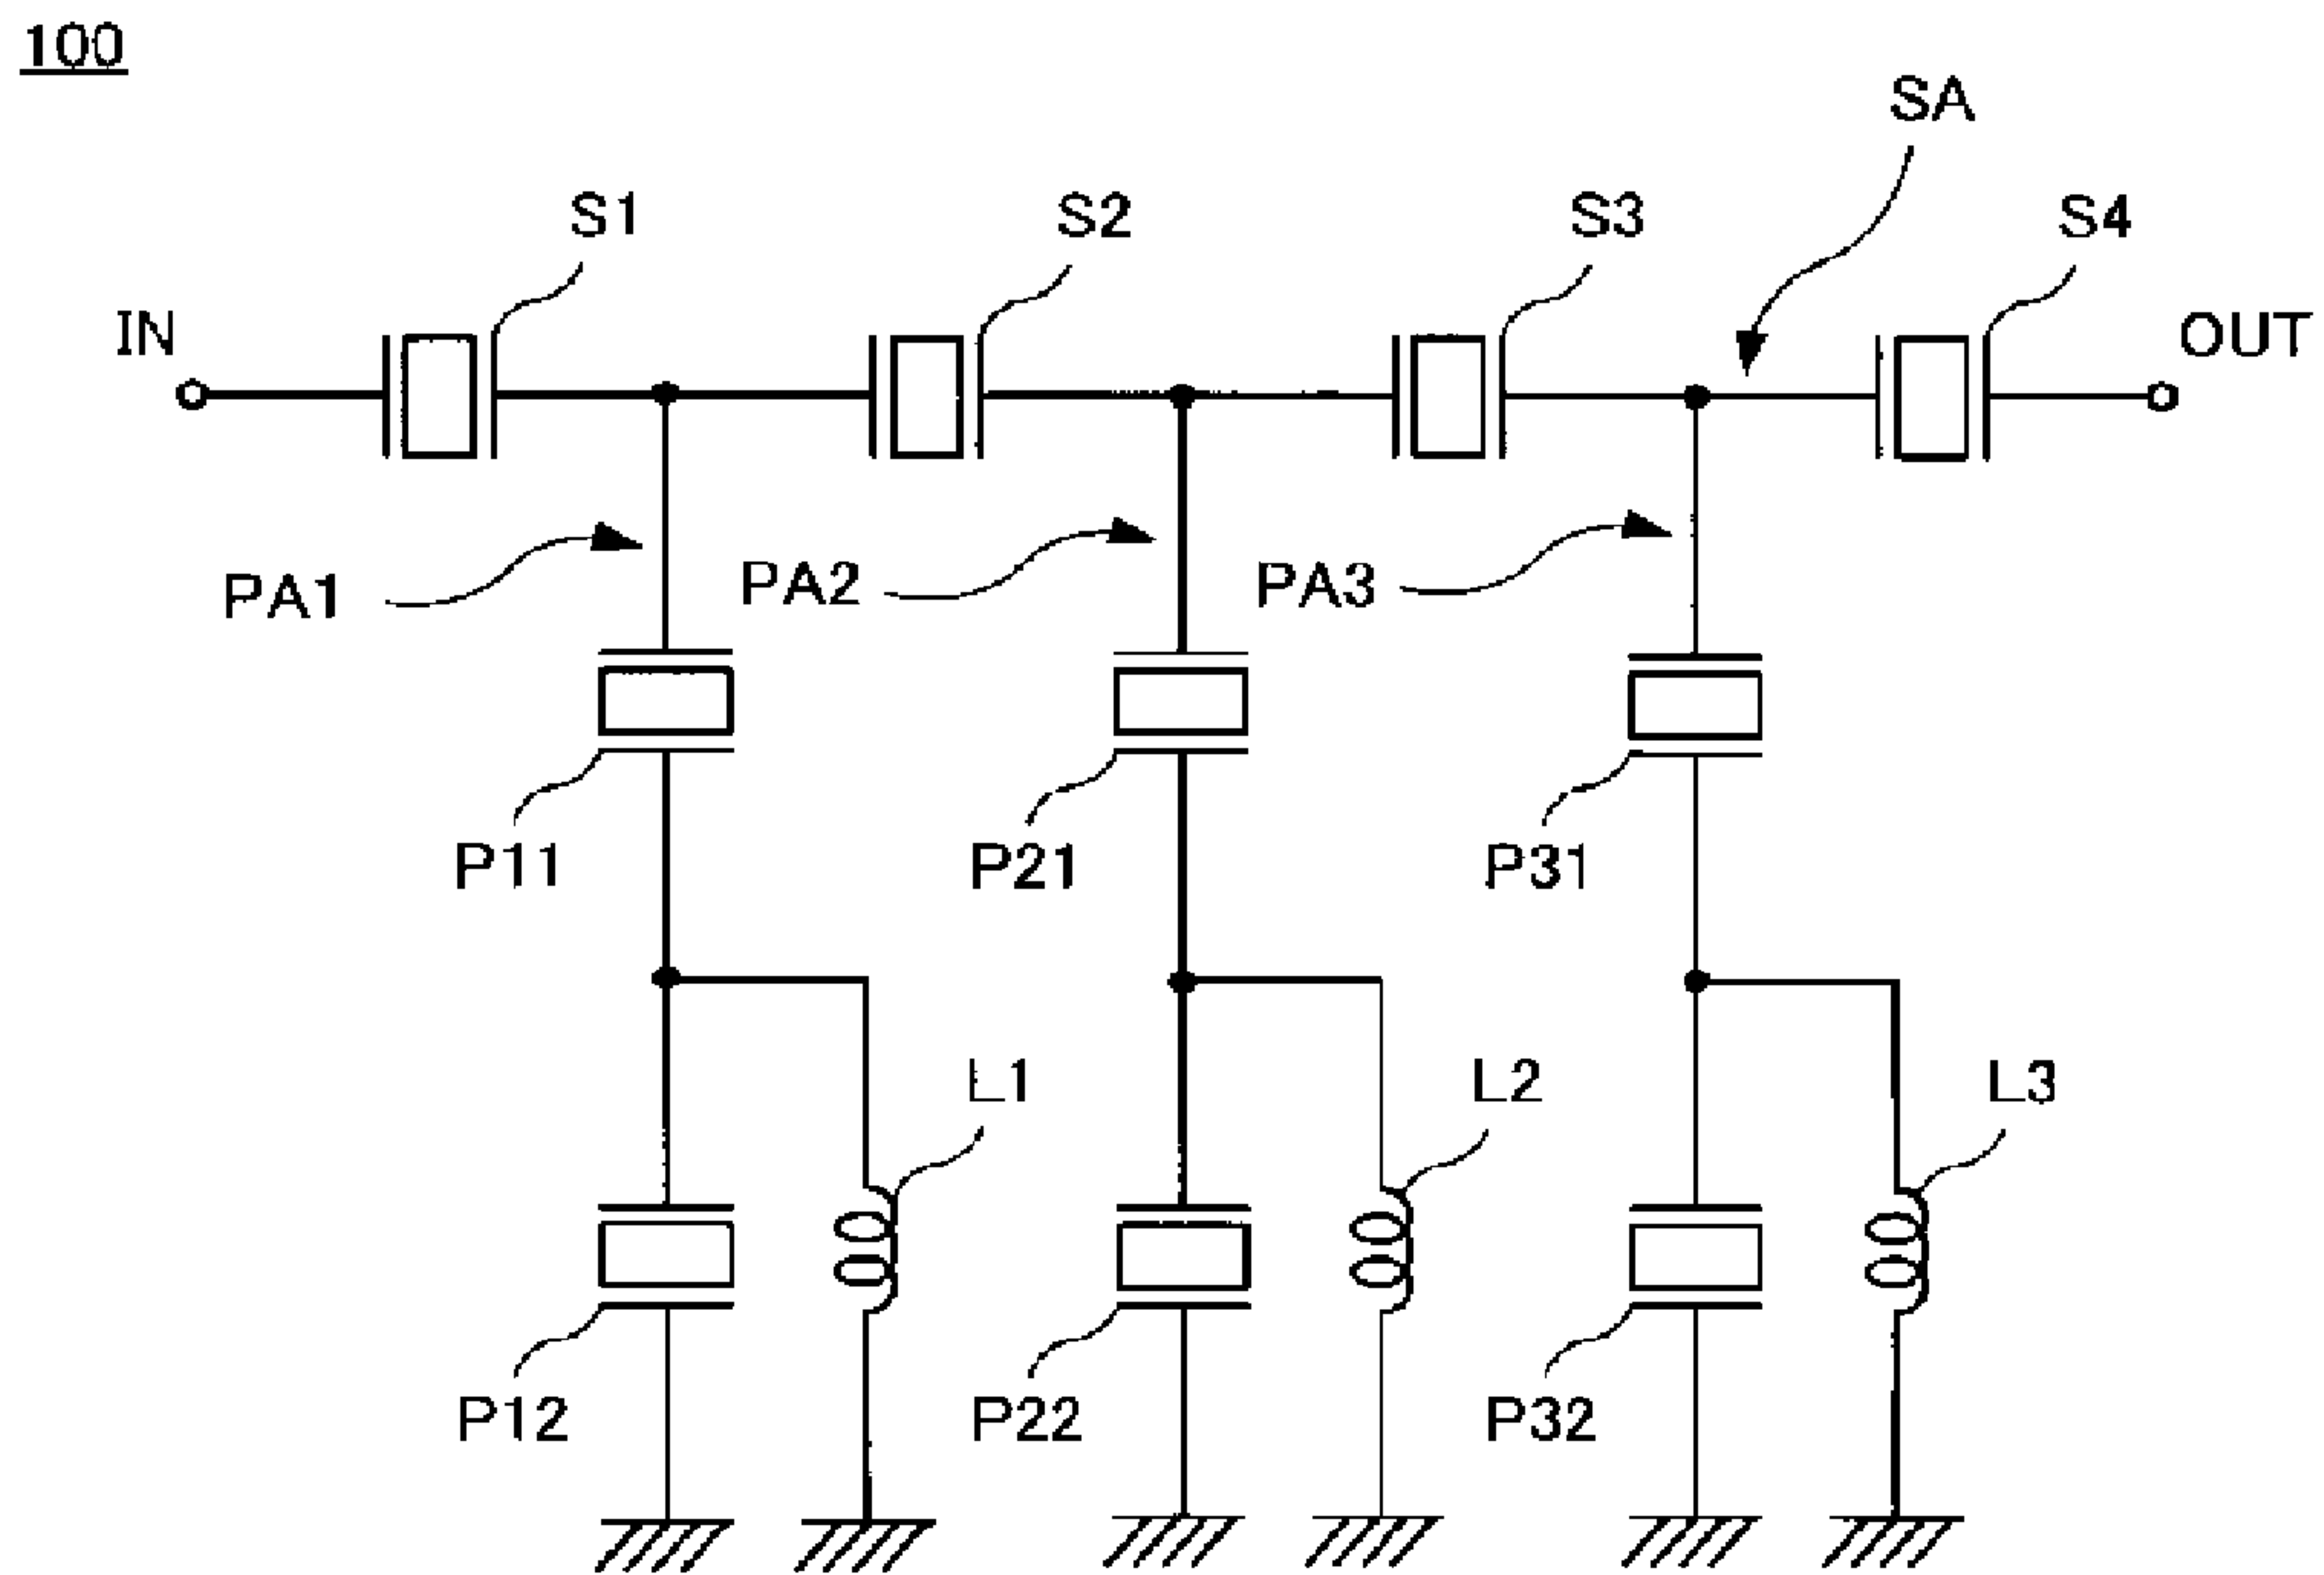 100
SA
S1 S2 S3 S4
IN OUT
PA1 PA2 PA3
P11 P21 P31
L1 L2 L3
P12 P22 P32